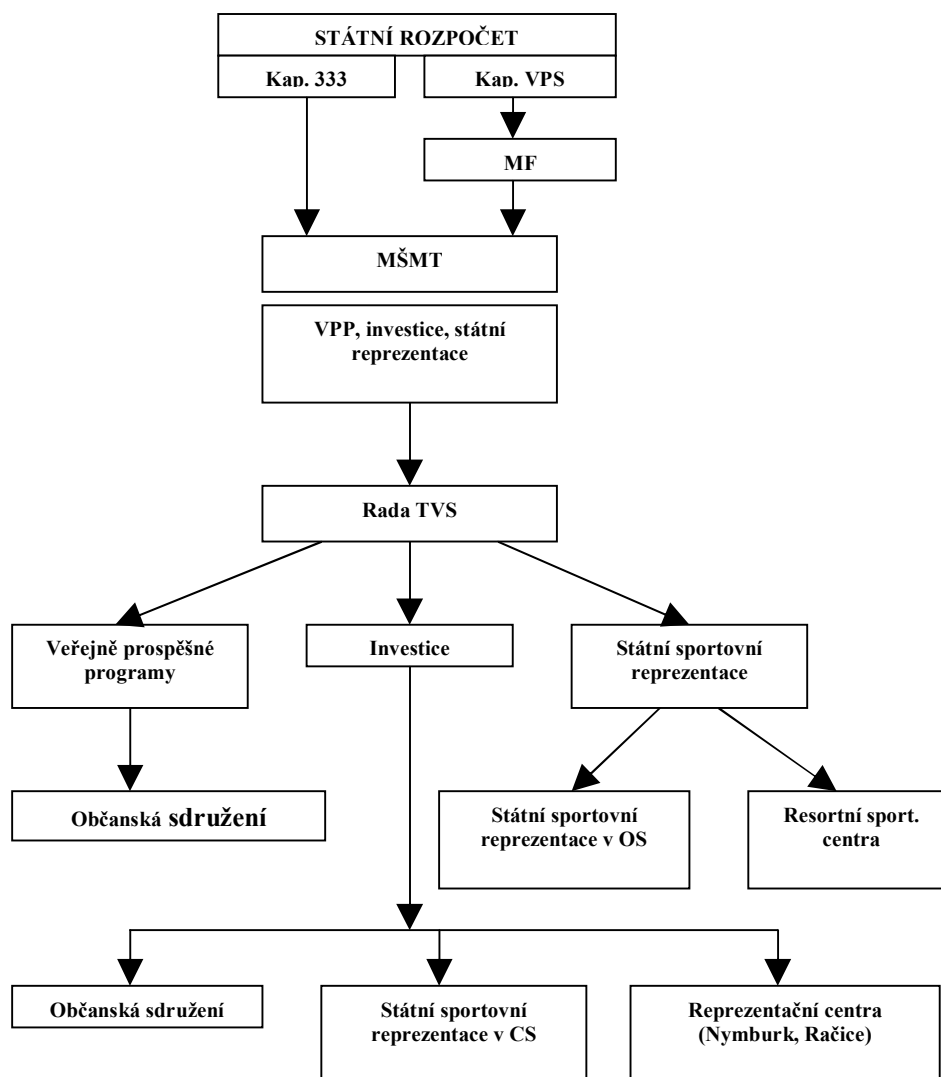 STÁTNÍ ROZPOČET
Kap. 333
Kap. VPS
MF
MŠMT
VPP, investice, státní
reprezentace
Rada TVS
Veřejně prospěšné
programy
Investice
Státní sportovní
reprezentace
Občanská sdružení
Státní sportovní
reprezentace v OS
Resortní sport.
centra
Občanská sdružení
Státní sportovní
reprezentace v CS
Reprezentační centra
(Nymburk, Račice)